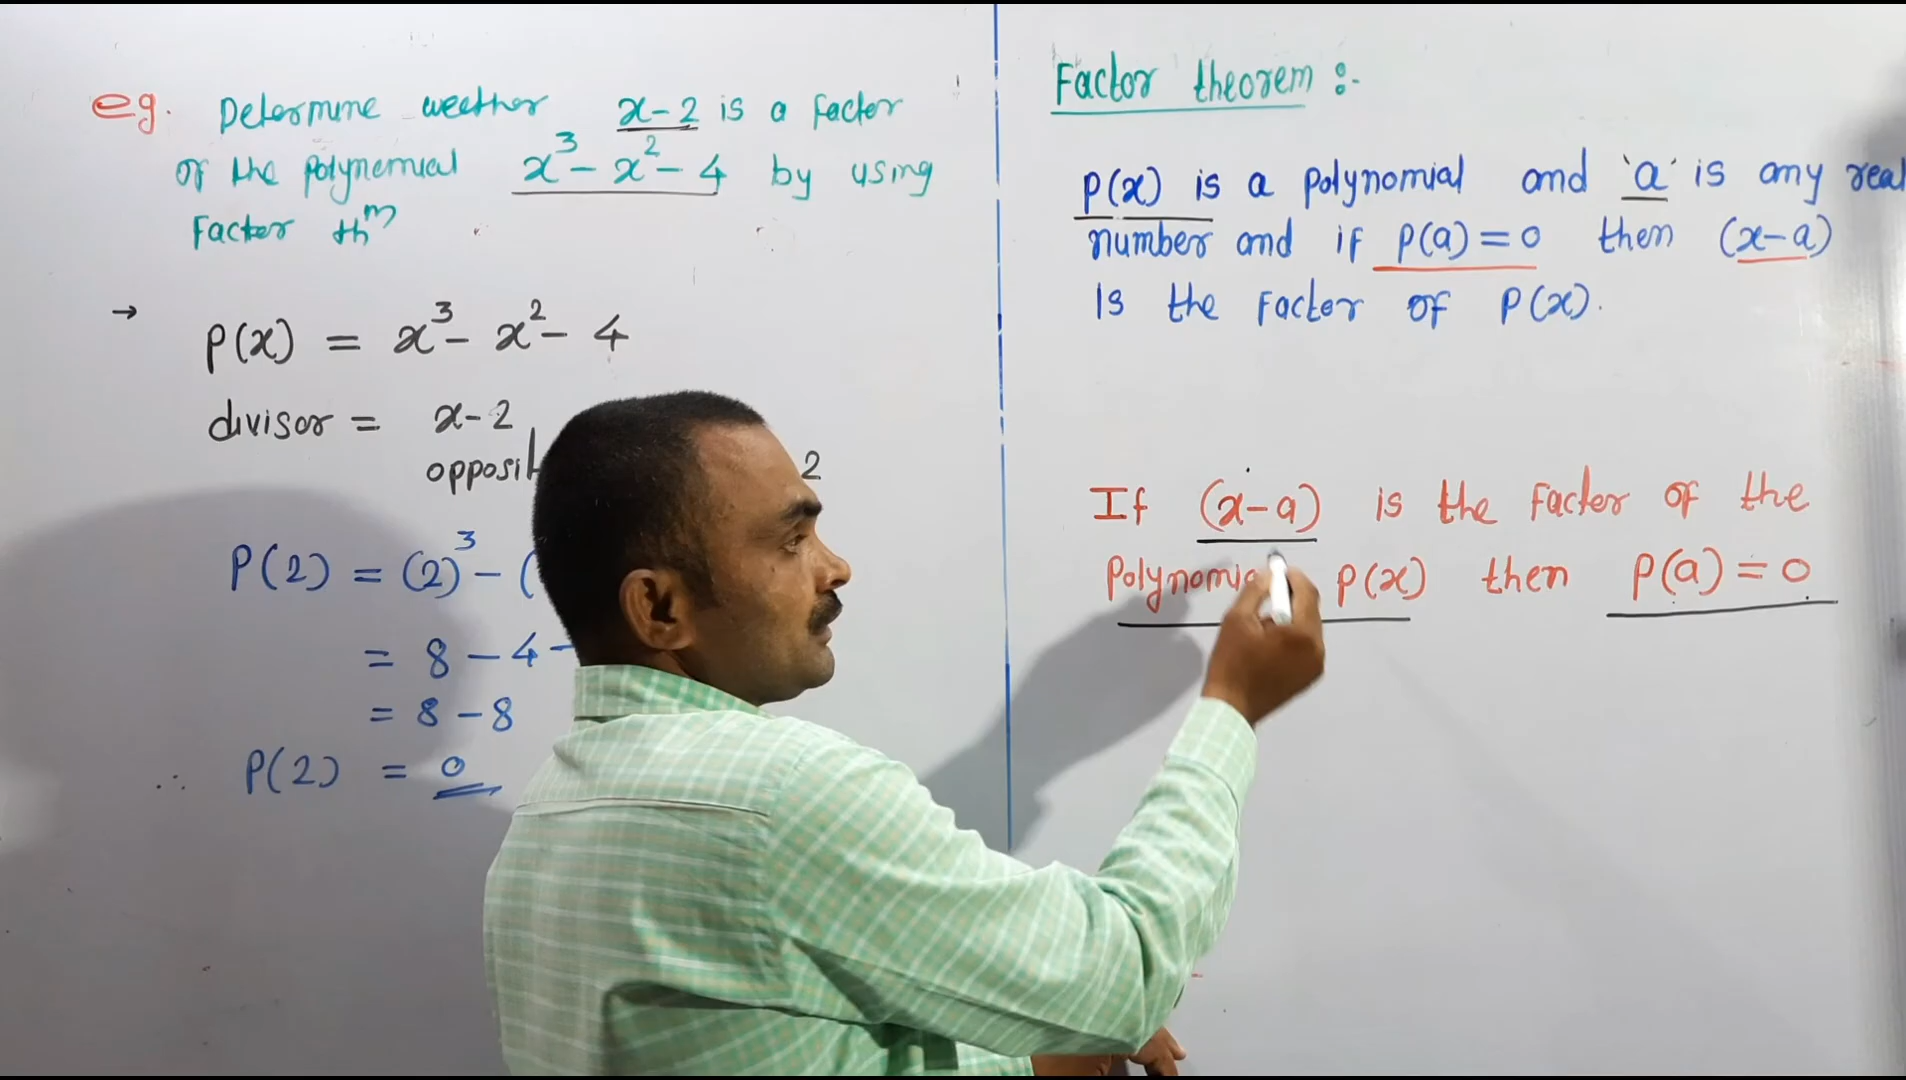 eg. Determine weether x-2 is a factor
of the polynomial x³ - x² - 4 by using
Factor thm
→ P(x) = x³ - x² - 4
divisor = x-2
2
P(2) = (2)³ - (
= 8 - 4 -
= 8 - 8
∴ P(2) = 0
Factor theorem :-
P(x) is a polynomial and 'a' is any real
number and if P(a) = 0 then (x-a)
is the factor of P(x).
If (x-a) is the factor of the
P(x) then P(a) = 0